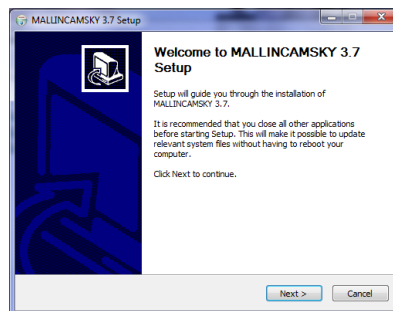 MALLINCAMSKY 3.7 Setup
Welcome to MALLINCAMSKY 3.7
Setup
Setup will guide you through the installation of
MALLINCAMSKY 3.7.
It is recommended that you close all other applications
before starting Setup. This will make it possible to update
relevant system files without having to reboot your
computer.
Click Next to continue.
Next >
Cancel